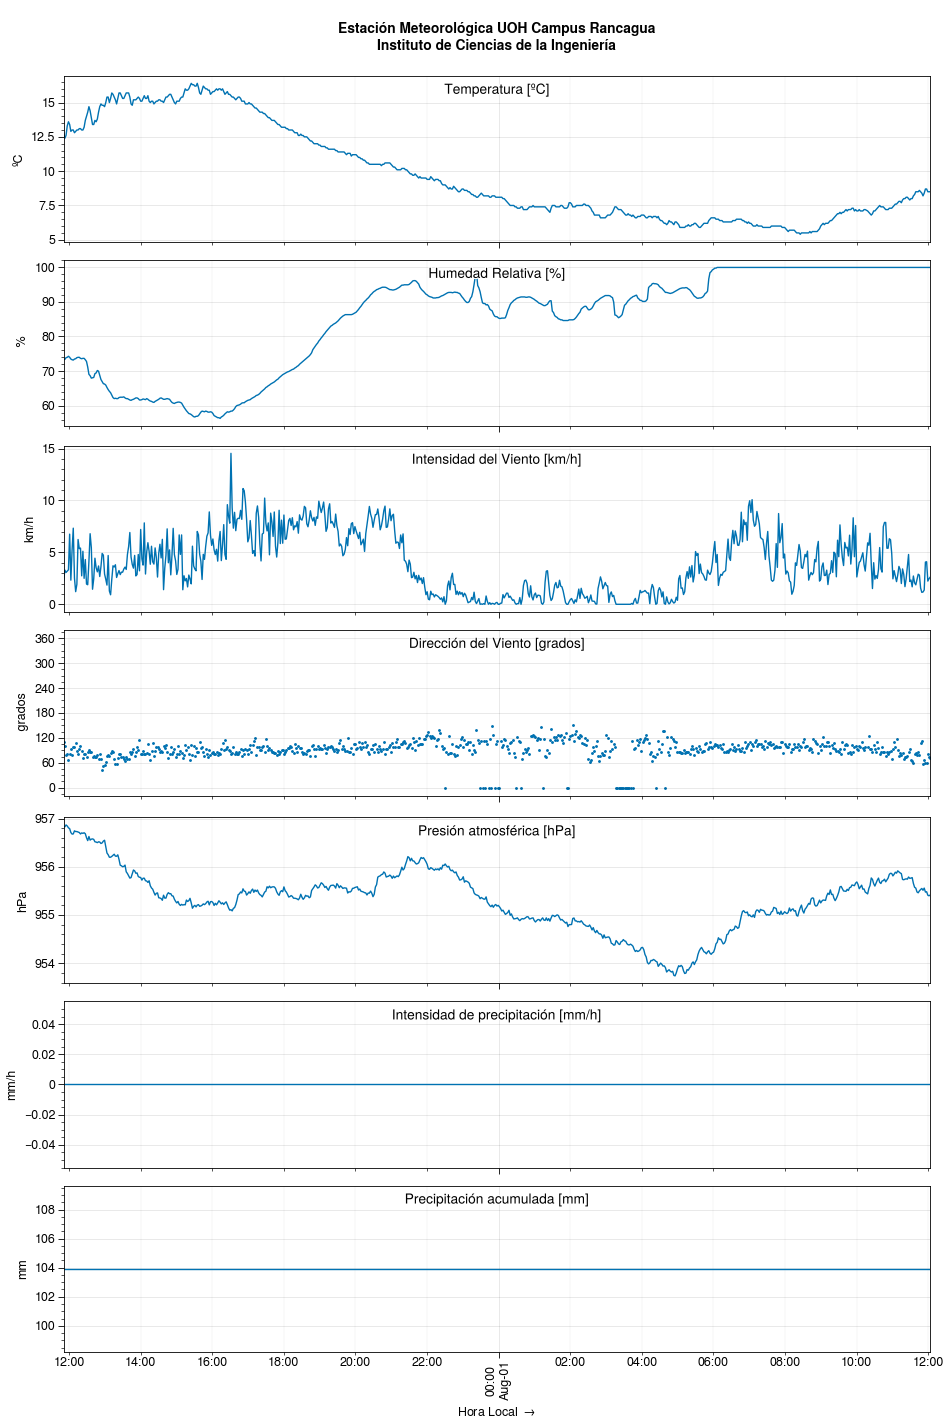 Estación Meteorológica UOH Campus Rancagua
Instituto de Ciencias de la Ingeniería
Temperatura [ºC]
15
12.5
10
7.5
5
ºC
Humedad Relativa [%]
100
90
80
70
60
%
Intensidad del Viento [km/h]
15
10
5
0
km/h
Dirección del Viento [grados]
360
300
240
180
120
60
0
grados
Presión atmosférica [hPa]
957
956
955
954
hPa
Intensidad de precipitación [mm/h]
0.04
0.02
0
−0.02
−0.04
mm/h
Precipitación acumulada [mm]
108
106
104
102
100
mm
12:00 14:00 16:00 18:00 20:00 22:00 00:00 02:00 04:00 06:00 08:00 10:00 12:00
Aug-01
Hora Local →